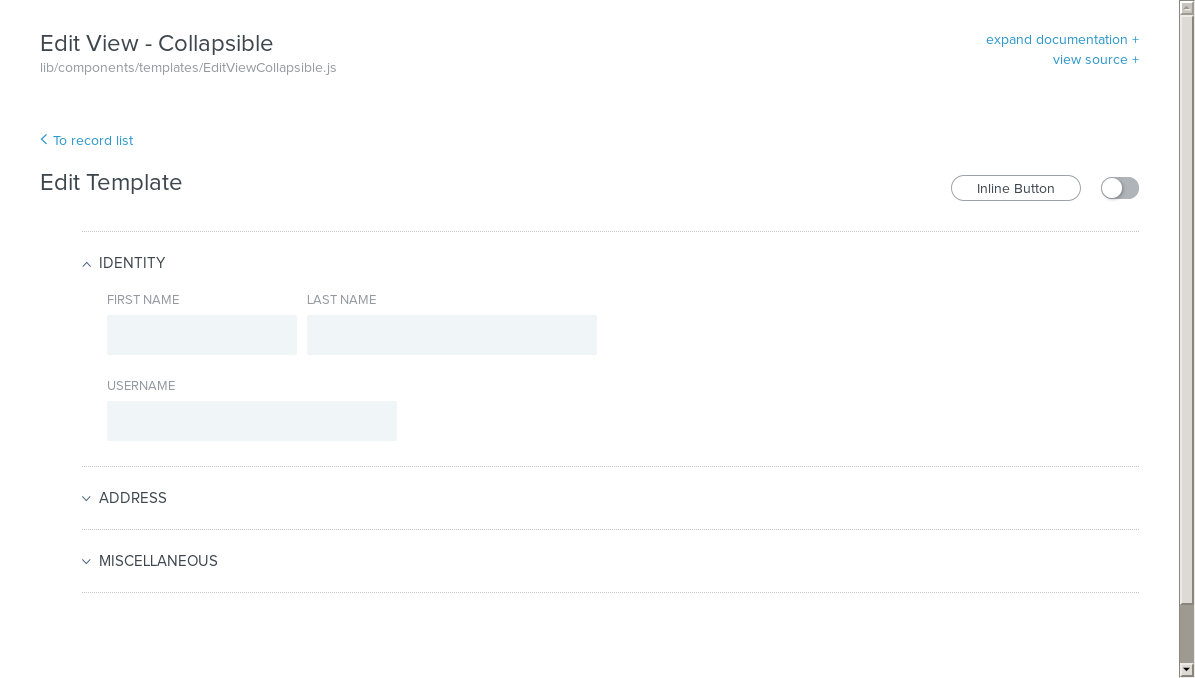 Edit View - Collapsible
lib/components/templates/EditViewCollapsible.js
expand documentation +
view source +
To record list
Edit Template
Inline Button
IDENTITY
FIRST NAME
LAST NAME
USERNAME
ADDRESS
MISCELLANEOUS